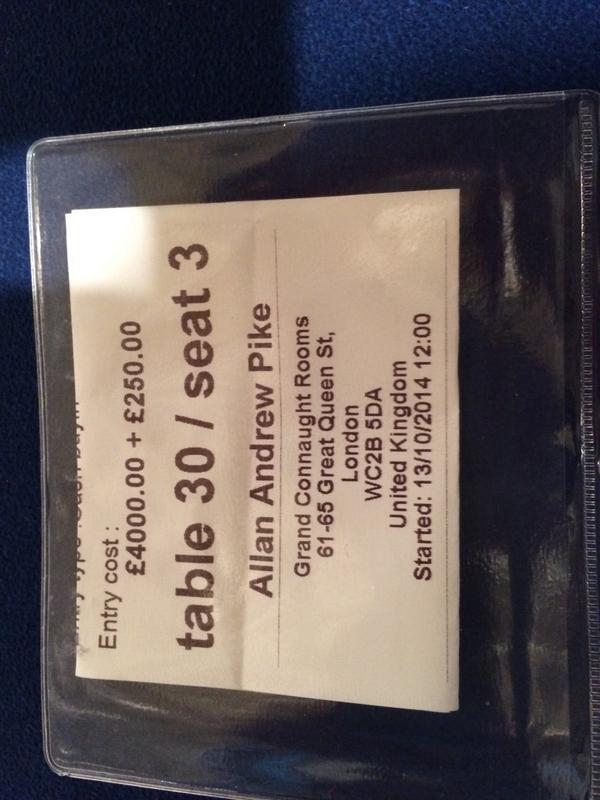 Entry cost :
£4000.00 + £250.00
table 30 / seat 3
Allan Andrew Pike
Grand Connaught Rooms
61-65 Great Queen St,
London
WC2B 5DA
United Kingdom
Started: 13/10/2014 12:00